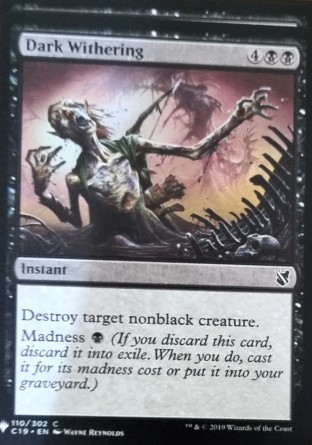 Dark Withering 4
Instant
Destroy target nonblack creature.
Madness (If you discard this card,
discard it into exile. When you do, cast
it for its madness cost or put it into your
graveyard.)
110/302 C
C19 • EN Wayne Reynolds
™ & © 2019 Wizards of the Coast